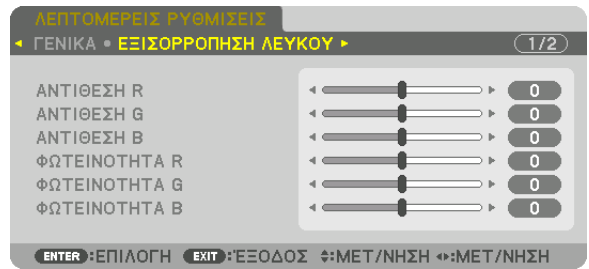 ΛΕΠΤΟΜΕΡΕΙΣ ΡΥΘΜΙΣΕΙΣ
ΓΕΝΙΚΑ • ΕΞΙΣΟΡΡΟΠΗΣΗ ΛΕΥΚΟΥ 1/2
ΑΝΤΙΘΕΣΗ R 0
ΑΝΤΙΘΕΣΗ G 0
ΑΝΤΙΘΕΣΗ B 0
ΦΩΤΕΙΝΟΤΗΤΑ R 0
ΦΩΤΕΙΝΟΤΗΤΑ G 0
ΦΩΤΕΙΝΟΤΗΤΑ B 0
ENTER :ΕΠΙΛΟΓΗ EXIT :ΈΞΟΔΟΣ :ΜΕΤ/ΝΗΣΗ :ΜΕΤ/ΝΗΣΗ